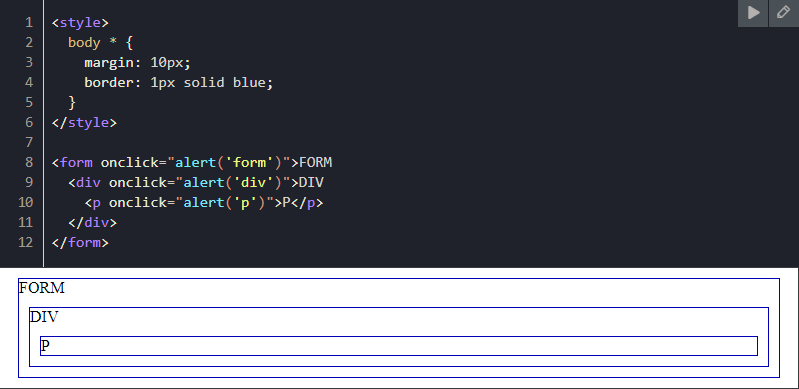 1 <style>
2   body * {
3     margin: 10px;
4     border: 1px solid blue;
5   }
6 </style>
7
8 <form onclick="alert('form')">FORM
9   <div onclick="alert('div')">DIV
10     <p onclick="alert('p')">P</p>
11   </div>
12 </form>
FORM
DIV
P